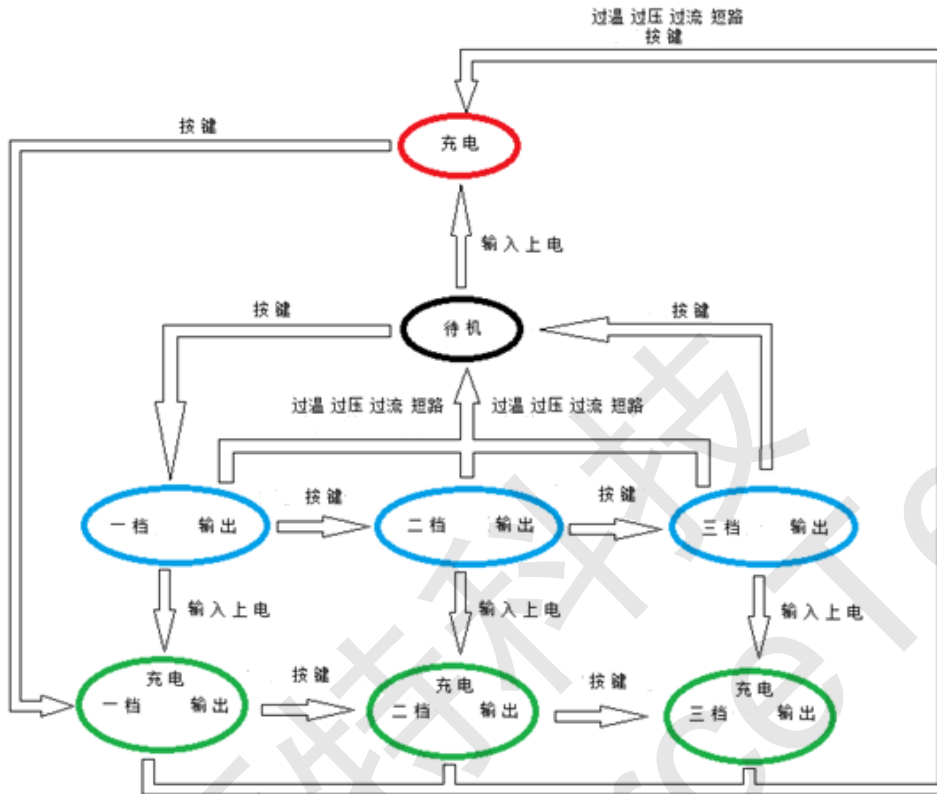 过温 过压 过流 短路
按键
按键
充电
输入上电
按键
待机
按键
过温 过压 过流 短路
过温 过压 过流 短路
一档 输出
按键
二档 输出
按键
三档 输出
输入上电
输入上电
输入上电
充电
一档 输出
按键
充电
二档 输出
按键
充电
三档 输出
特科技
ceTe